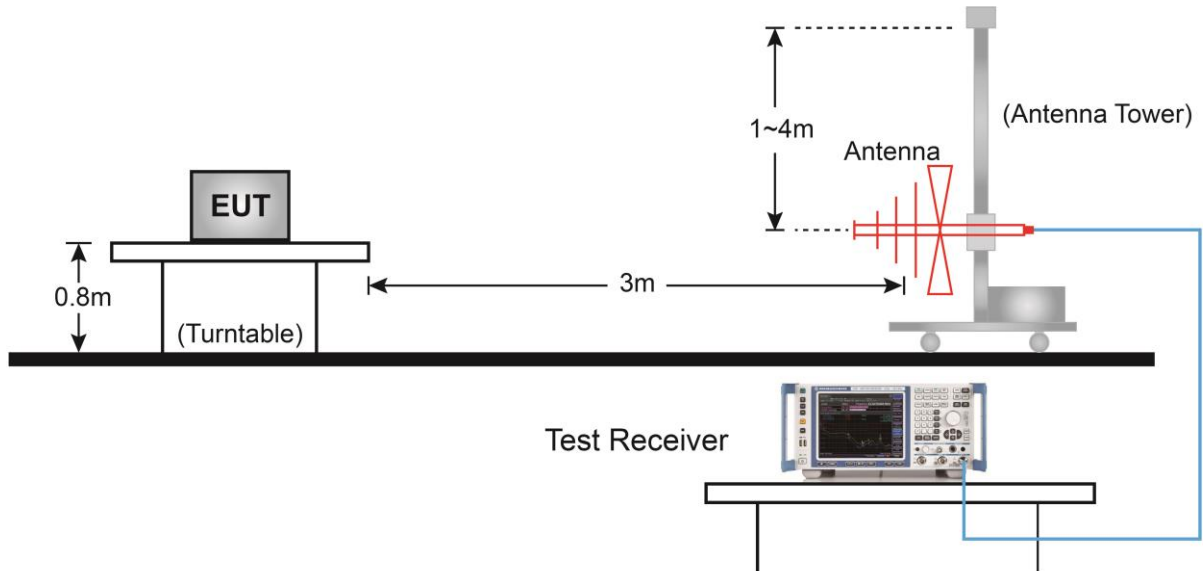 1~4m
(Antenna Tower)
Antenna
EUT
0.8m
3m
(Turntable)
Test Receiver